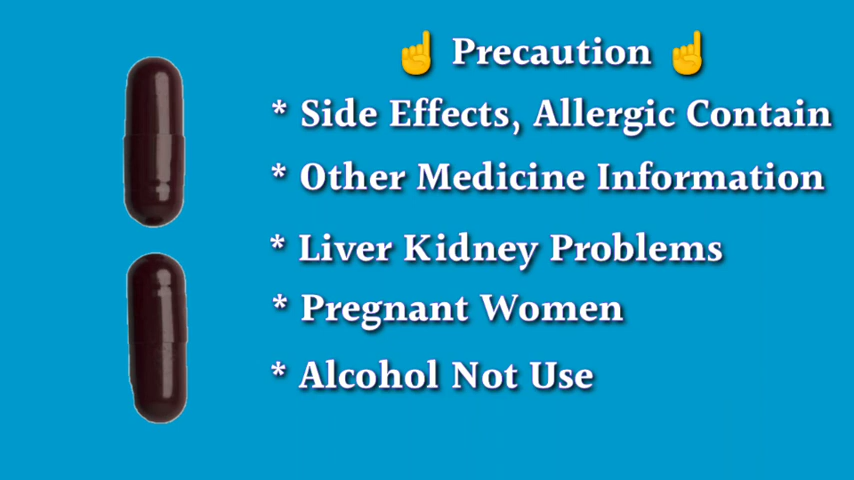 ☝ Precaution ☝
* Side Effects, Allergic Contain
* Other Medicine Information
* Liver Kidney Problems
* Pregnant Women
* Alcohol Not Use